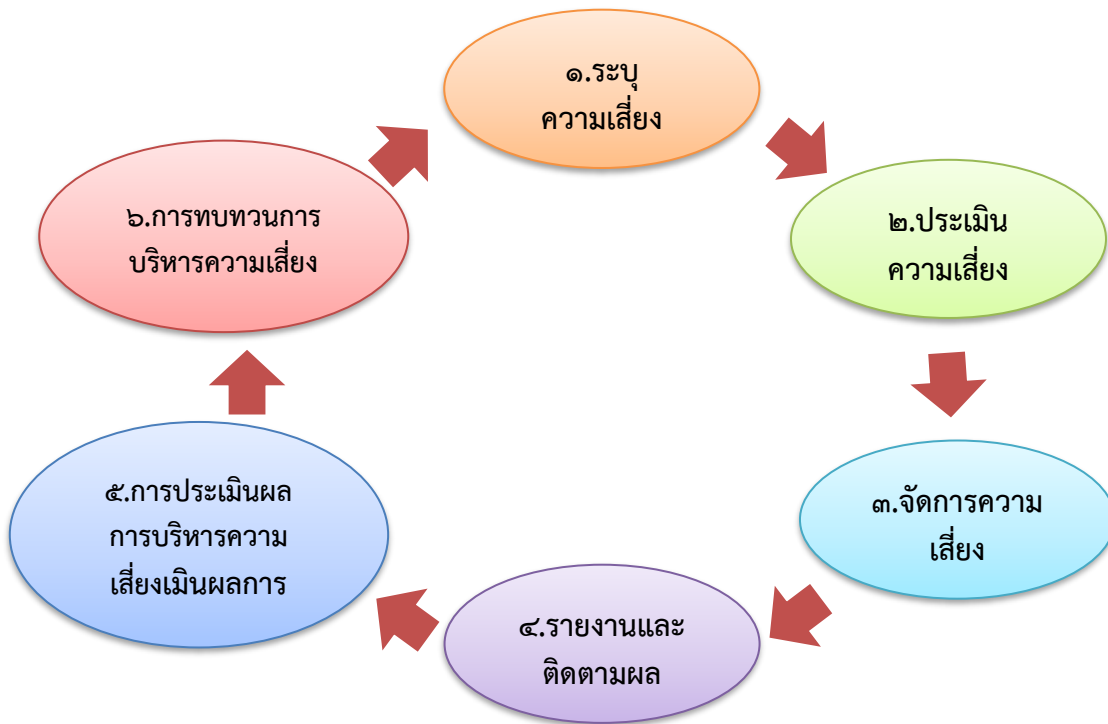 ๑.ระบุ
ความเสี่ยง
๒.ประเมิน
ความเสี่ยง
๓.จัดการความ
เสี่ยง
๔.รายงานและ
ติดตามผล
๕.การประเมินผล
การบริหารความ
เสี่ยงเมินผลการ
๖.การทบทวนการ
บริหารความเสี่ยง